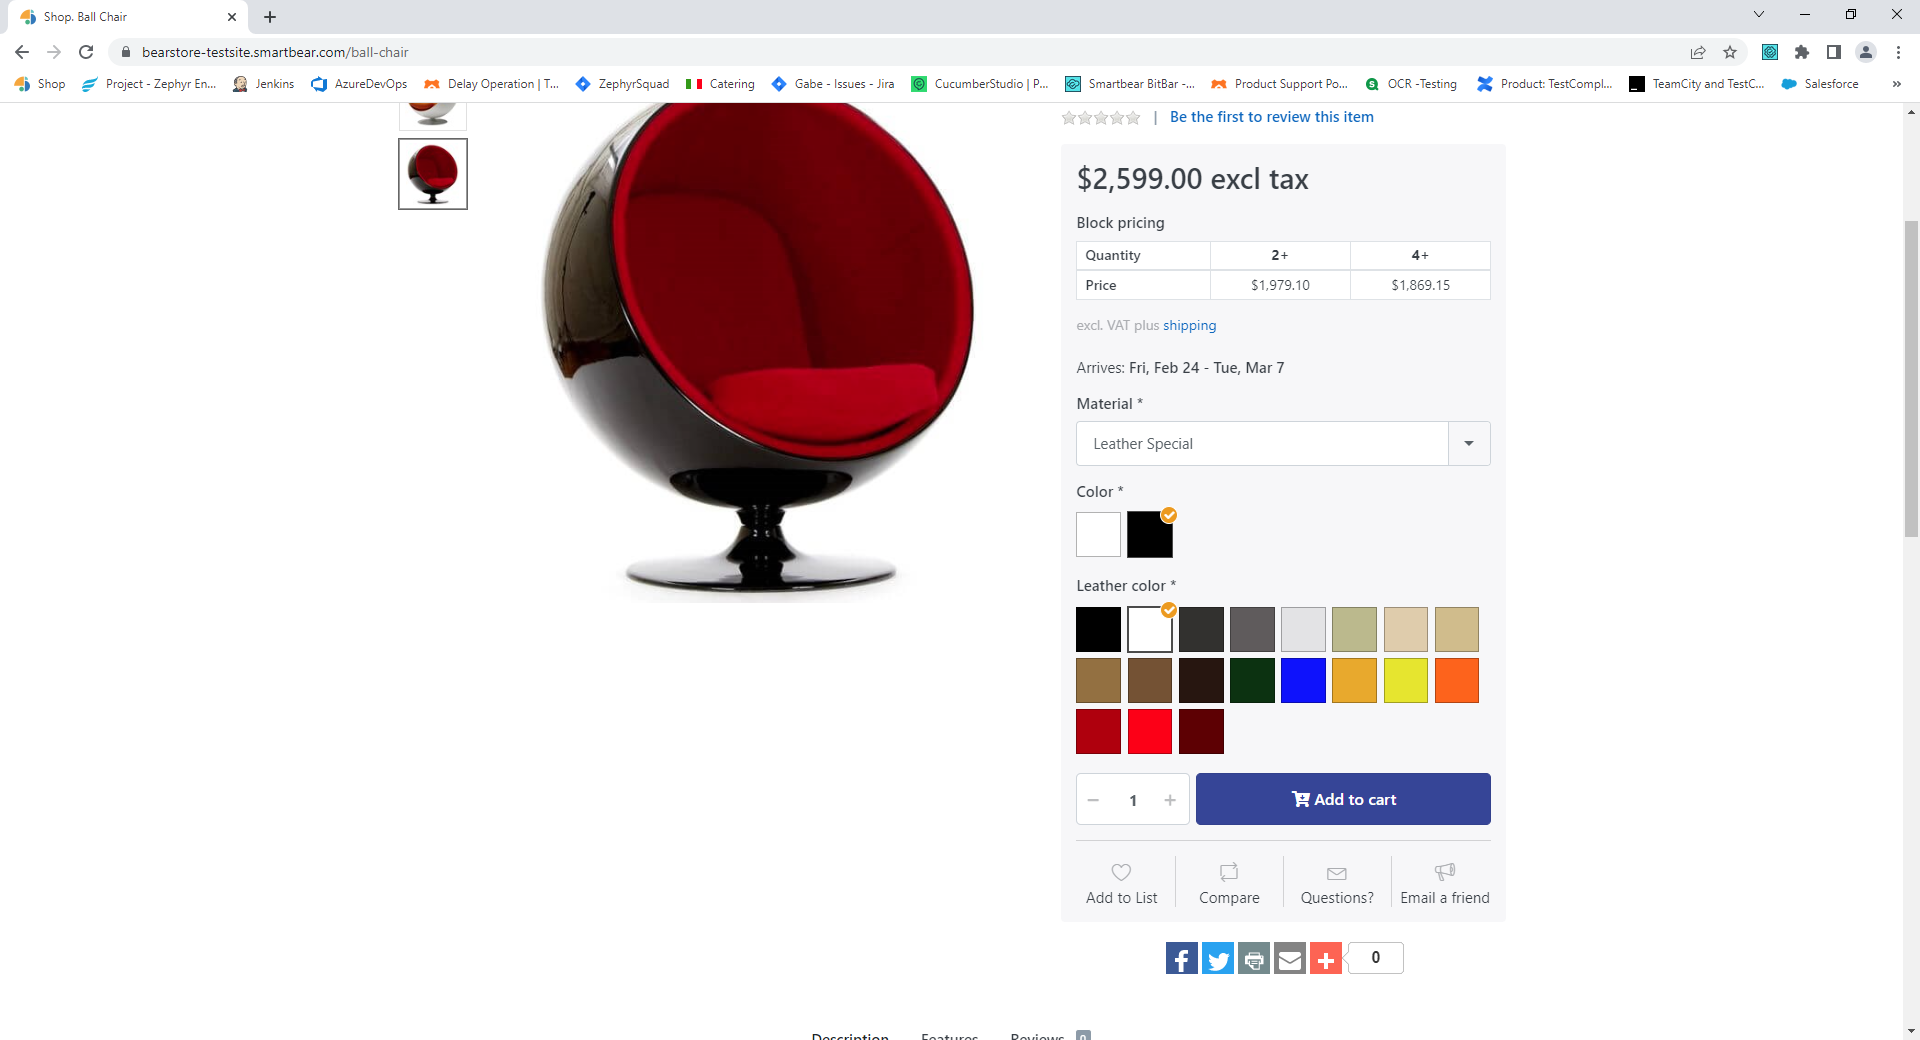 Shop. Ball Chair
bearstore-testsite.smartbear.com/ball-chair
Shop Project - Zephyr En... Jenkins AzureDevOps Delay Operation | T... ZephyrSquad Catering Gabe - Issues - Jira CucumberStudio | P... Smartbear BitBar -... Product Support Po... OCR -Testing Product: TestCompl... TeamCity and TestC... Salesforce »
| Be the first to review this item
$2,599.00 excl tax
Block pricing
Quantity 2+ 4+
Price $1,979.10 $1,869.15
excl. VAT plus shipping
Arrives: Fri, Feb 24 - Tue, Mar 7
Material *
Leather Special
Color *
Leather color *
− 1 + Add to cart
Add to List Compare Questions? Email a friend
0
Description Features Reviews 0